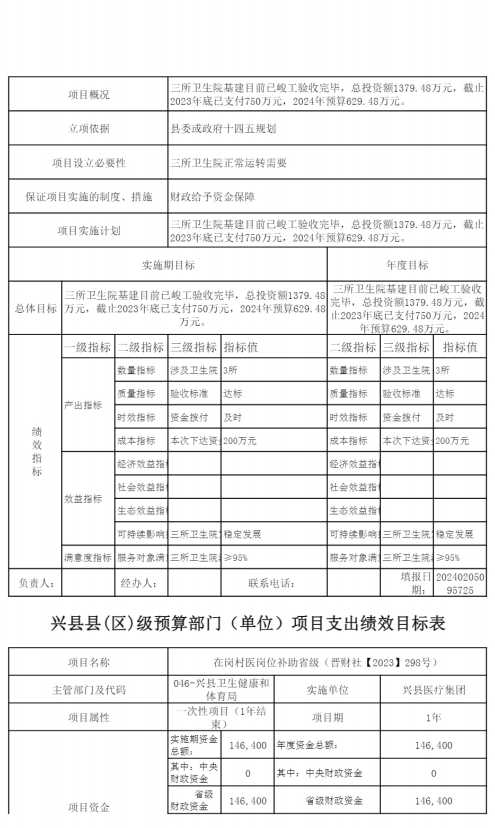 项目概况
三所卫生院基建目前已峻工验收完毕，总投资额1379.48万元，截止
2023年底已支付750万元，2024年预算629.48万元。
立项依据
县委或政府十四五规划
项目设立必要性
三所卫生院正常运转需要
保证项目实施的制度、措施
财政给予资金保障
项目实施计划
三所卫生院基建目前已峻工验收完毕，总投资额1379.48万元，截止
2023年底已支付750万元，2024年预算629.48万元。
实施期目标 年度目标
总体目标
三所卫生院基建目前已峻工验收完毕，总投资额1379.48
万元，截止2023年底已支付750万元，2024年预算629.48
万元。
三所卫生院基建目前已峻工验收
完毕，总投资额1379.48万元，截
止2023年底已支付750万元，2024
年预算629.48万元。
绩效指标
一级指标 二级指标 三级指标 指标值 二级指标 三级指标 指标值
产出指标
数量指标 涉及卫生院 3所 数量指标 涉及卫生院 3所
质量指标 验收标准 达标 质量指标 验收标准 达标
时效指标 资金拨付 及时 时效指标 资金拨付 及时
成本指标 本次下达资 200万元 成本指标 本次下达资 200万元
效益指标
经济效益指 经济效益指
社会效益指 社会效益指
生态效益指 生态效益指
可持续影响 三所卫生院 稳定发展 可持续影响 三所卫生院 稳定发展
满意度指标 服务对象满 三所卫生院 ≥95% 服务对象满 三所卫生院 ≥95%
负责人： 经办人： 联系电话： 填报日期： 20240205095725
兴县县(区)级预算部门（单位）项目支出绩效目标表
项目名称 在岗村医岗位补助省级（晋财社【2023】298号）
主管部门及代码 046-兴县卫生健康和体育局 实施单位 兴县医疗集团
项目属性 一次性项目（1年结束） 项目期 1年
项目资金
实施期资金总额： 146,400 年度资金总额： 146,400
其中：中央财政资金 0 其中：中央财政资金 0
省级财政资金 146,400 省级财政资金 146,400